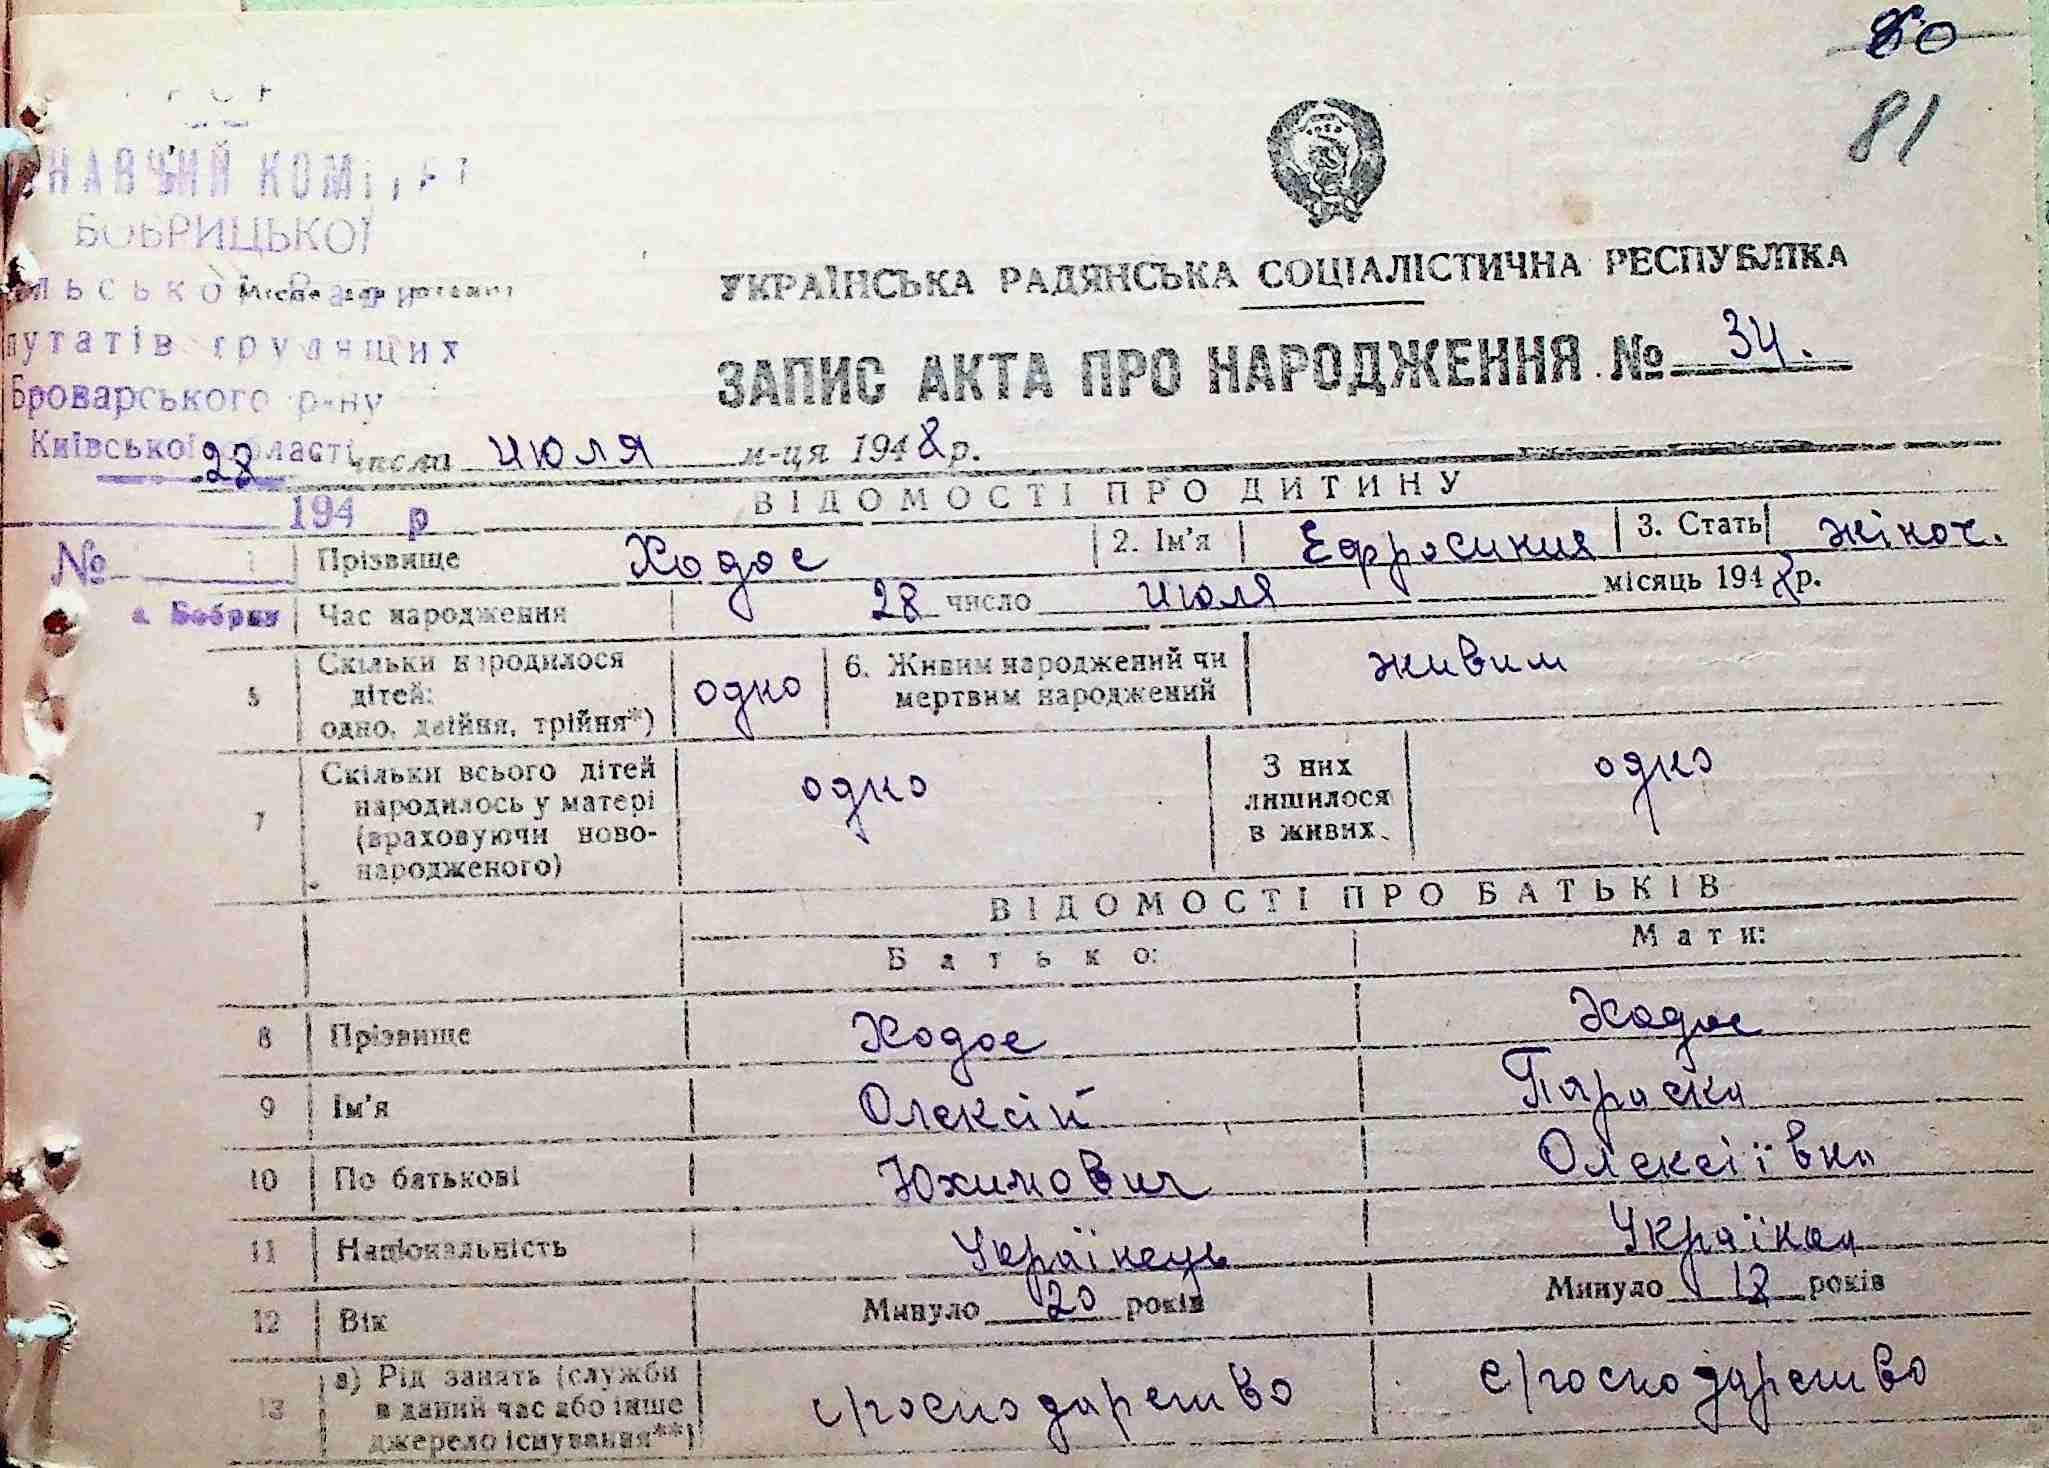 80
81
НАВЧИЙ КОМІТЕТ
БОБРИЦЬКОЇ
льської Ради
путатів трудящих
Броварського р-ну
Київської області
194 р
№
с. Бобрик
УКРАЇНСЬКА РАДЯНСЬКА СОЦІАЛІСТИЧНА РЕСПУБЛІКА
ЗАПИС АКТА ПРО НАРОДЖЕННЯ № 34.
28 числа июля м-ця 1948 р.
ВІДОМОСТІ ПРО ДИТИНУ
1 Прізвище Ходос 2. Ім'я Ефросиния 3. Стать жіноч.
Час народження 28 число июля місяць 1948 р.
5 Скільки народилося дітей: одно, двійня, трійня*) одно 6. Живим народжений чи мертвим народжений живим
7 Скільки всього дітей народилось у матері (враховуючи новонародженого) одно З них лишилося в живих. одно
ВІДОМОСТІ ПРО БАТЬКІВ
Батько: Мати:
8 Прізвище Ходос Ходос
9 Ім'я Олексій Параска
10 По батькові Юхимович Олексіївна
11 Національність Українець Українка
12 Вік Минуло 20 років Минуло 18 років
13 а) Рід занять (служби в даний час або інше джерело існування**) с/господарство с/господарство